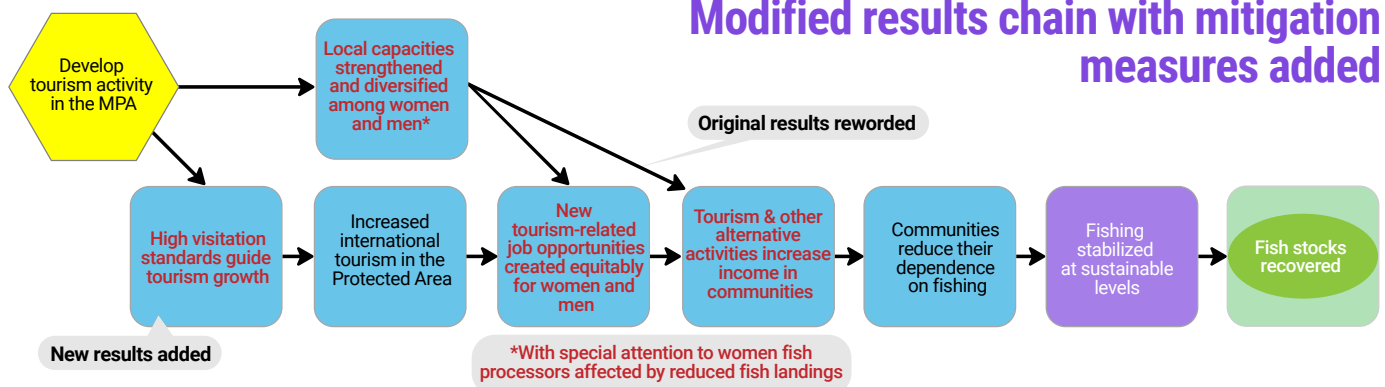 Modified results chain with mitigation
measures added
Develop
tourism activity
in the MPA
Local capacities
strengthened
and diversified
among women
and men*
Original results reworded
High visitation
standards guide
tourism growth
Increased
international
tourism in the
Protected Area
New
tourism-related
job opportunities
created equitably
for women and
men
Tourism & other
alternative
activities increase
income in
communities
Communities
reduce their
dependence
on fishing
Fishing
stabilized
at sustainable
levels
Fish stocks
recovered
New results added
*With special attention to women fish
processors affected by reduced fish landings